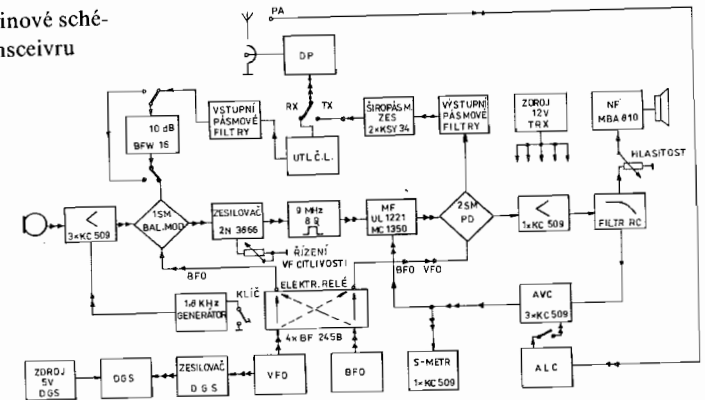 inové sché-
nsceivru
PA
DP
RX
TX
10 dB
BFW 16
VSTUPNÍ
PÁSMOVÉ
FILTRY
UTL Č.L.
ŠIROPÁSM.
ZES
2×KSY 34
VÝSTUPNÍ
PÁSMOVÉ
FILTRY
ZDROJ
12V
TRX
NF
MBA 810
HLASITOST
<
3×KC 509
1SM
BAL.MOD
ZESILOVAČ
2N 3866
9 MHz
8 Q
MF
UL 1221
MC 1350
2SM
PD
<
1×KC 509
FILTR RC
ŘÍZENÍ
VF CITLIVOSTI
BFO
BFO
VFO
ELEKTR. RELÉ
KLÍČ
1,8 KHz
GENERÁTOR
4× BF 245B
AVC
3×KC 509
ZDROJ
5V
DGS
DGS
ZESILOVAČ
DGS
VFO
BFO
S-METR
1×KC 509
ALC